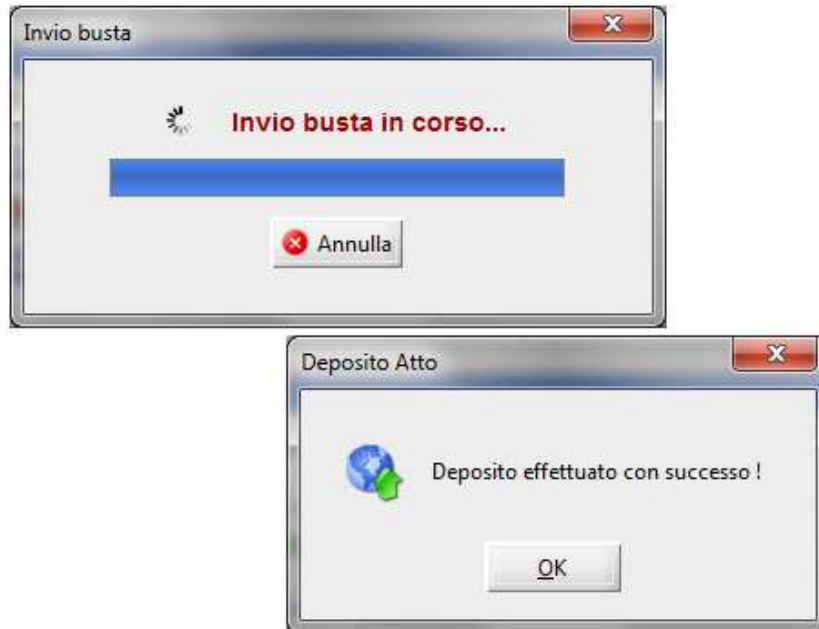 Invio busta
Invio busta in corso...
Annulla
Deposito Atto
Deposito effettuato con successo !
OK